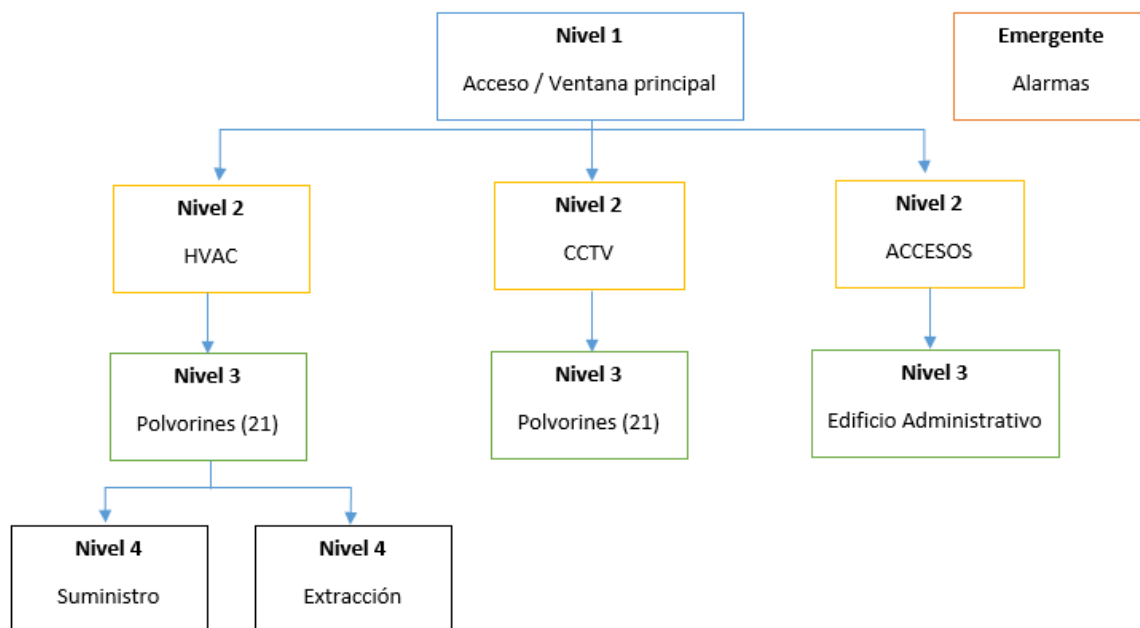 Nivel 1
Acceso / Ventana principal
Emergente
Alarmas
Nivel 2
HVAC
Nivel 2
CCTV
Nivel 2
ACCESOS
Nivel 3
Polvorines (21)
Nivel 3
Polvorines (21)
Nivel 3
Edificio Administrativo
Nivel 4
Suministro
Nivel 4
Extracción